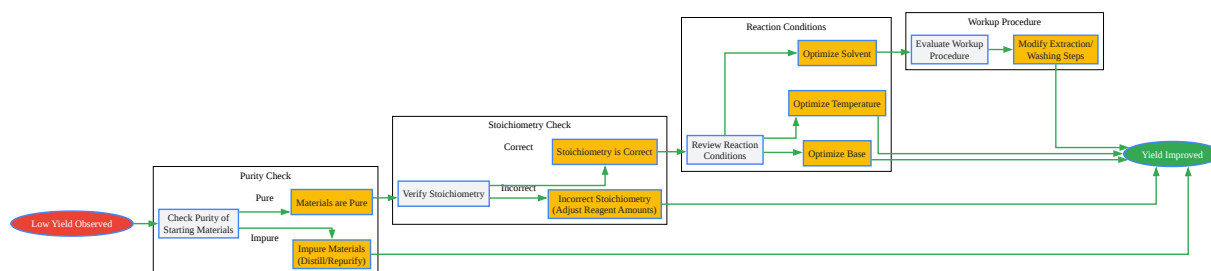 Low Yield Observed
Purity Check
Check Purity of
Starting Materials
Pure
Impure
Materials are Pure
Impure Materials
(Distill/Repurify)
Stoichiometry Check
Verify Stoichiometry
Correct
Incorrect
Stoichiometry is Correct
Incorrect Stoichiometry
(Adjust Reagent Amounts)
Reaction Conditions
Review Reaction
Conditions
Optimize Solvent
Optimize Temperature
Optimize Base
Workup Procedure
Evaluate Workup
Procedure
Modify Extraction/
Washing Steps
Yield Improved